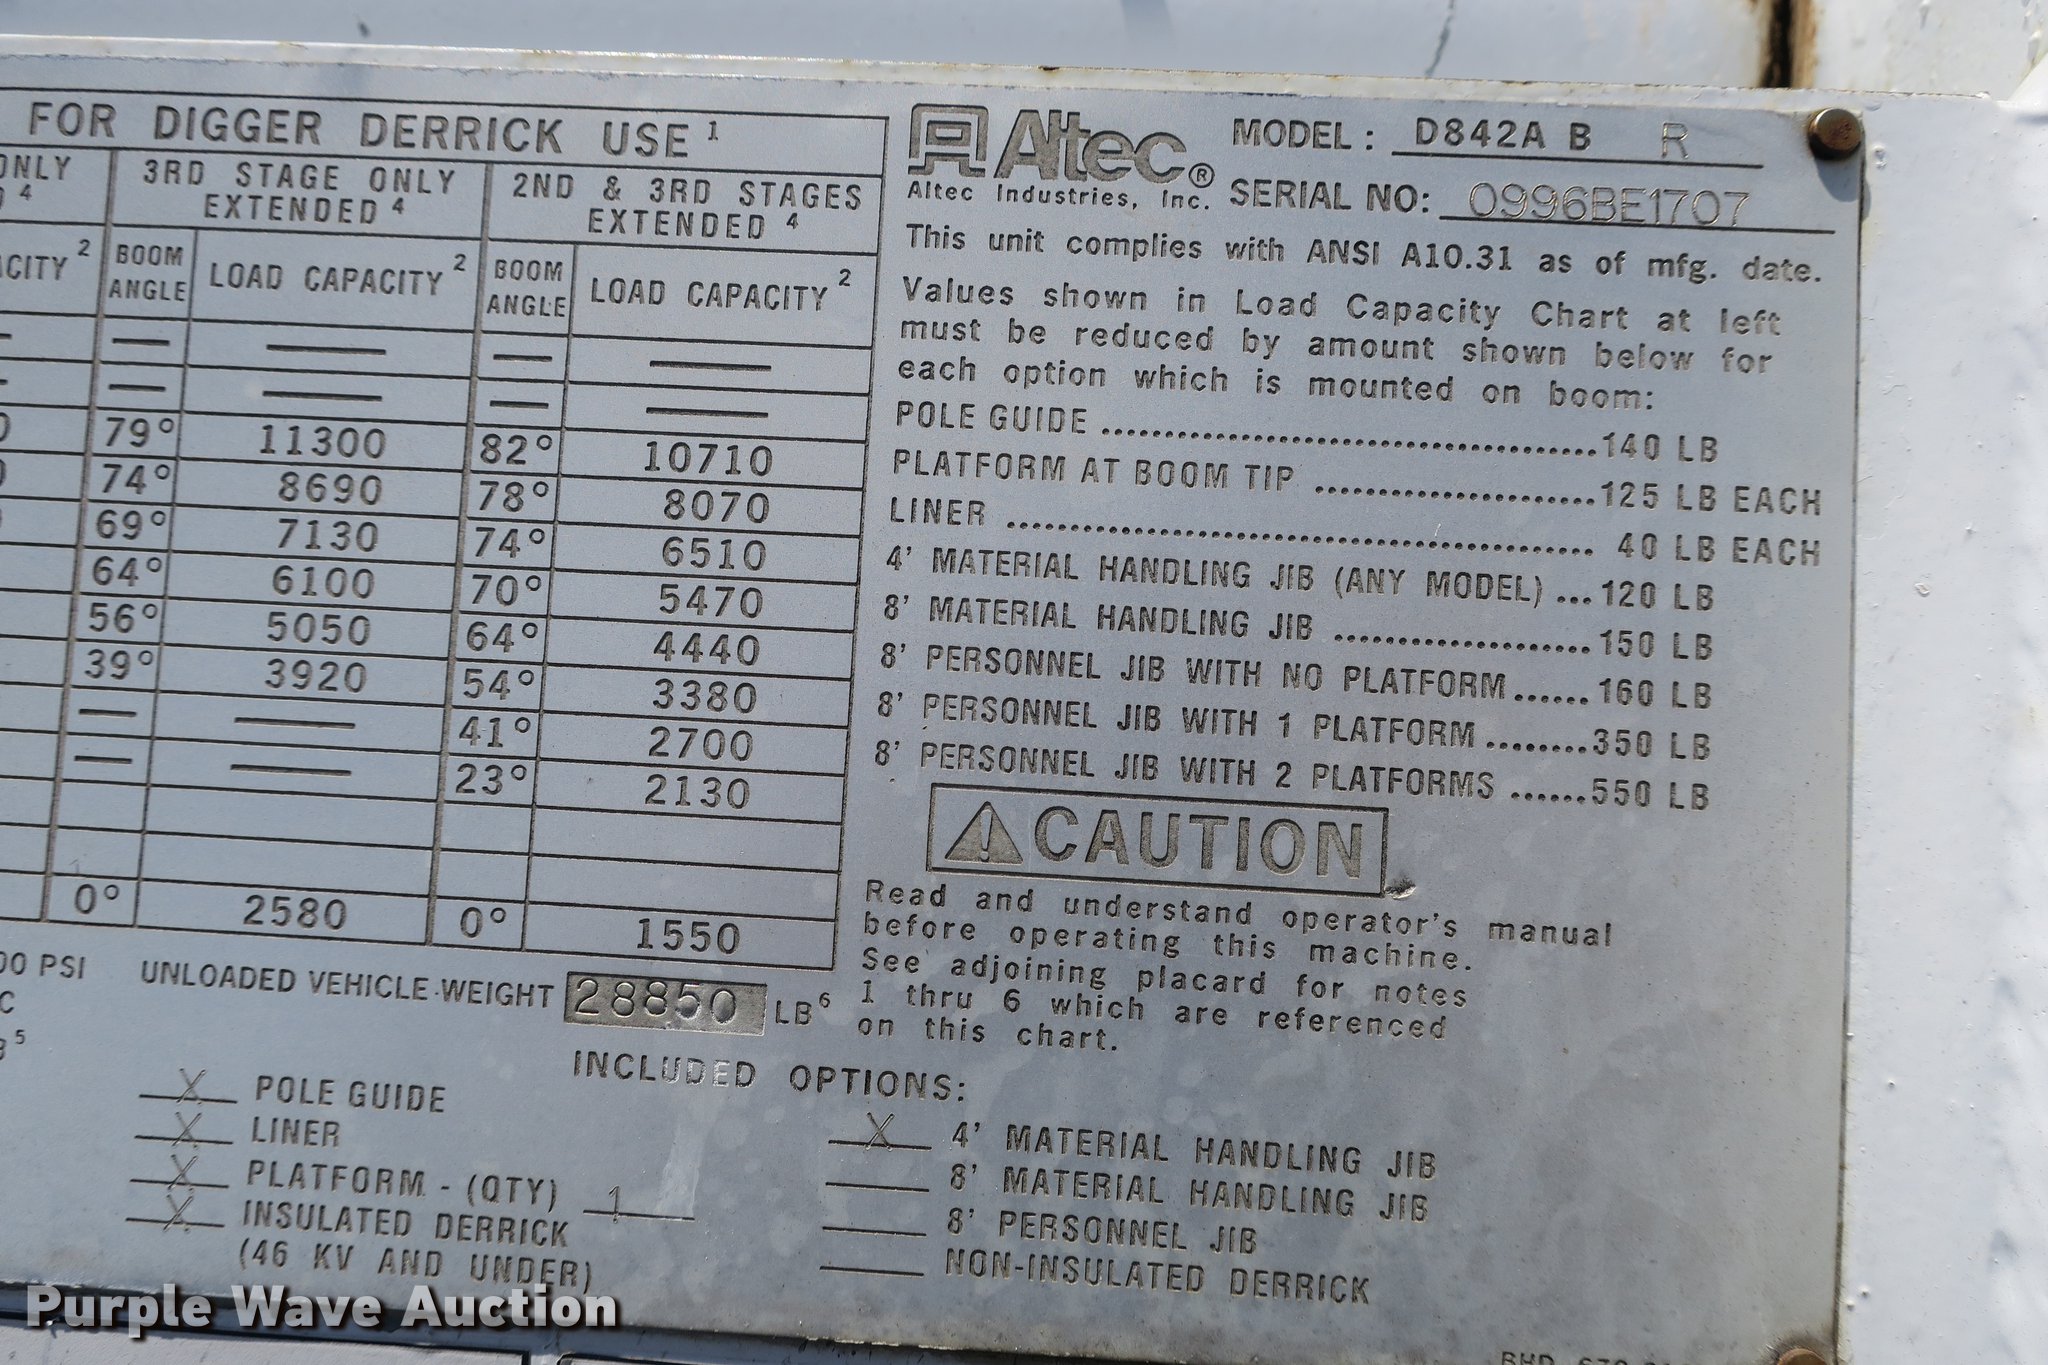 FOR DIGGER DERRICK USE 1
ONLY 3RD STAGE ONLY 2ND & 3RD STAGES
4 EXTENDED 4 EXTENDED 4
2 BOOM ANGLE LOAD CAPACITY 2 BOOM ANGLE LOAD CAPACITY 2
— — — —
— — — —
79° 11300 82° 10710
74° 8690 78° 8070
69° 7130 74° 6510
64° 6100 70° 5470
56° 5050 64° 4440
39° 3920 54° 3380
— — 41° 2700
— — 23° 2130
0° 2580 0° 1550
PSI UNLOADED VEHICLE WEIGHT 28850 LB 6
C
5
Altec®
Altec Industries, Inc.
MODEL: D842A B R
SERIAL NO: 0996BE1707
This unit complies with ANSI A10.31 as of mfg. date.
Values shown in Load Capacity Chart at left
must be reduced by amount shown below for
each option which is mounted on boom:
POLE GUIDE ..........140 LB
PLATFORM AT BOOM TIP ..........125 LB EACH
LINER .......... 40 LB EACH
4' MATERIAL HANDLING JIB (ANY MODEL) ...120 LB
8' MATERIAL HANDLING JIB ..........150 LB
8' PERSONNEL JIB WITH NO PLATFORM......160 LB
8' PERSONNEL JIB WITH 1 PLATFORM ........350 LB
8' PERSONNEL JIB WITH 2 PLATFORMS ......550 LB
CAUTION
Read and understand operator's manual
before operating this machine.
See adjoining placard for notes
1 thru 6 which are referenced
on this chart.
INCLUDED OPTIONS:
X POLE GUIDE
X LINER
X PLATFORM - (QTY) 1
X INSULATED DERRICK
(46 KV AND UNDER)
X 4' MATERIAL HANDLING JIB
8' MATERIAL HANDLING JIB
8' PERSONNEL JIB
NON-INSULATED DERRICK
Purple Wave Auction